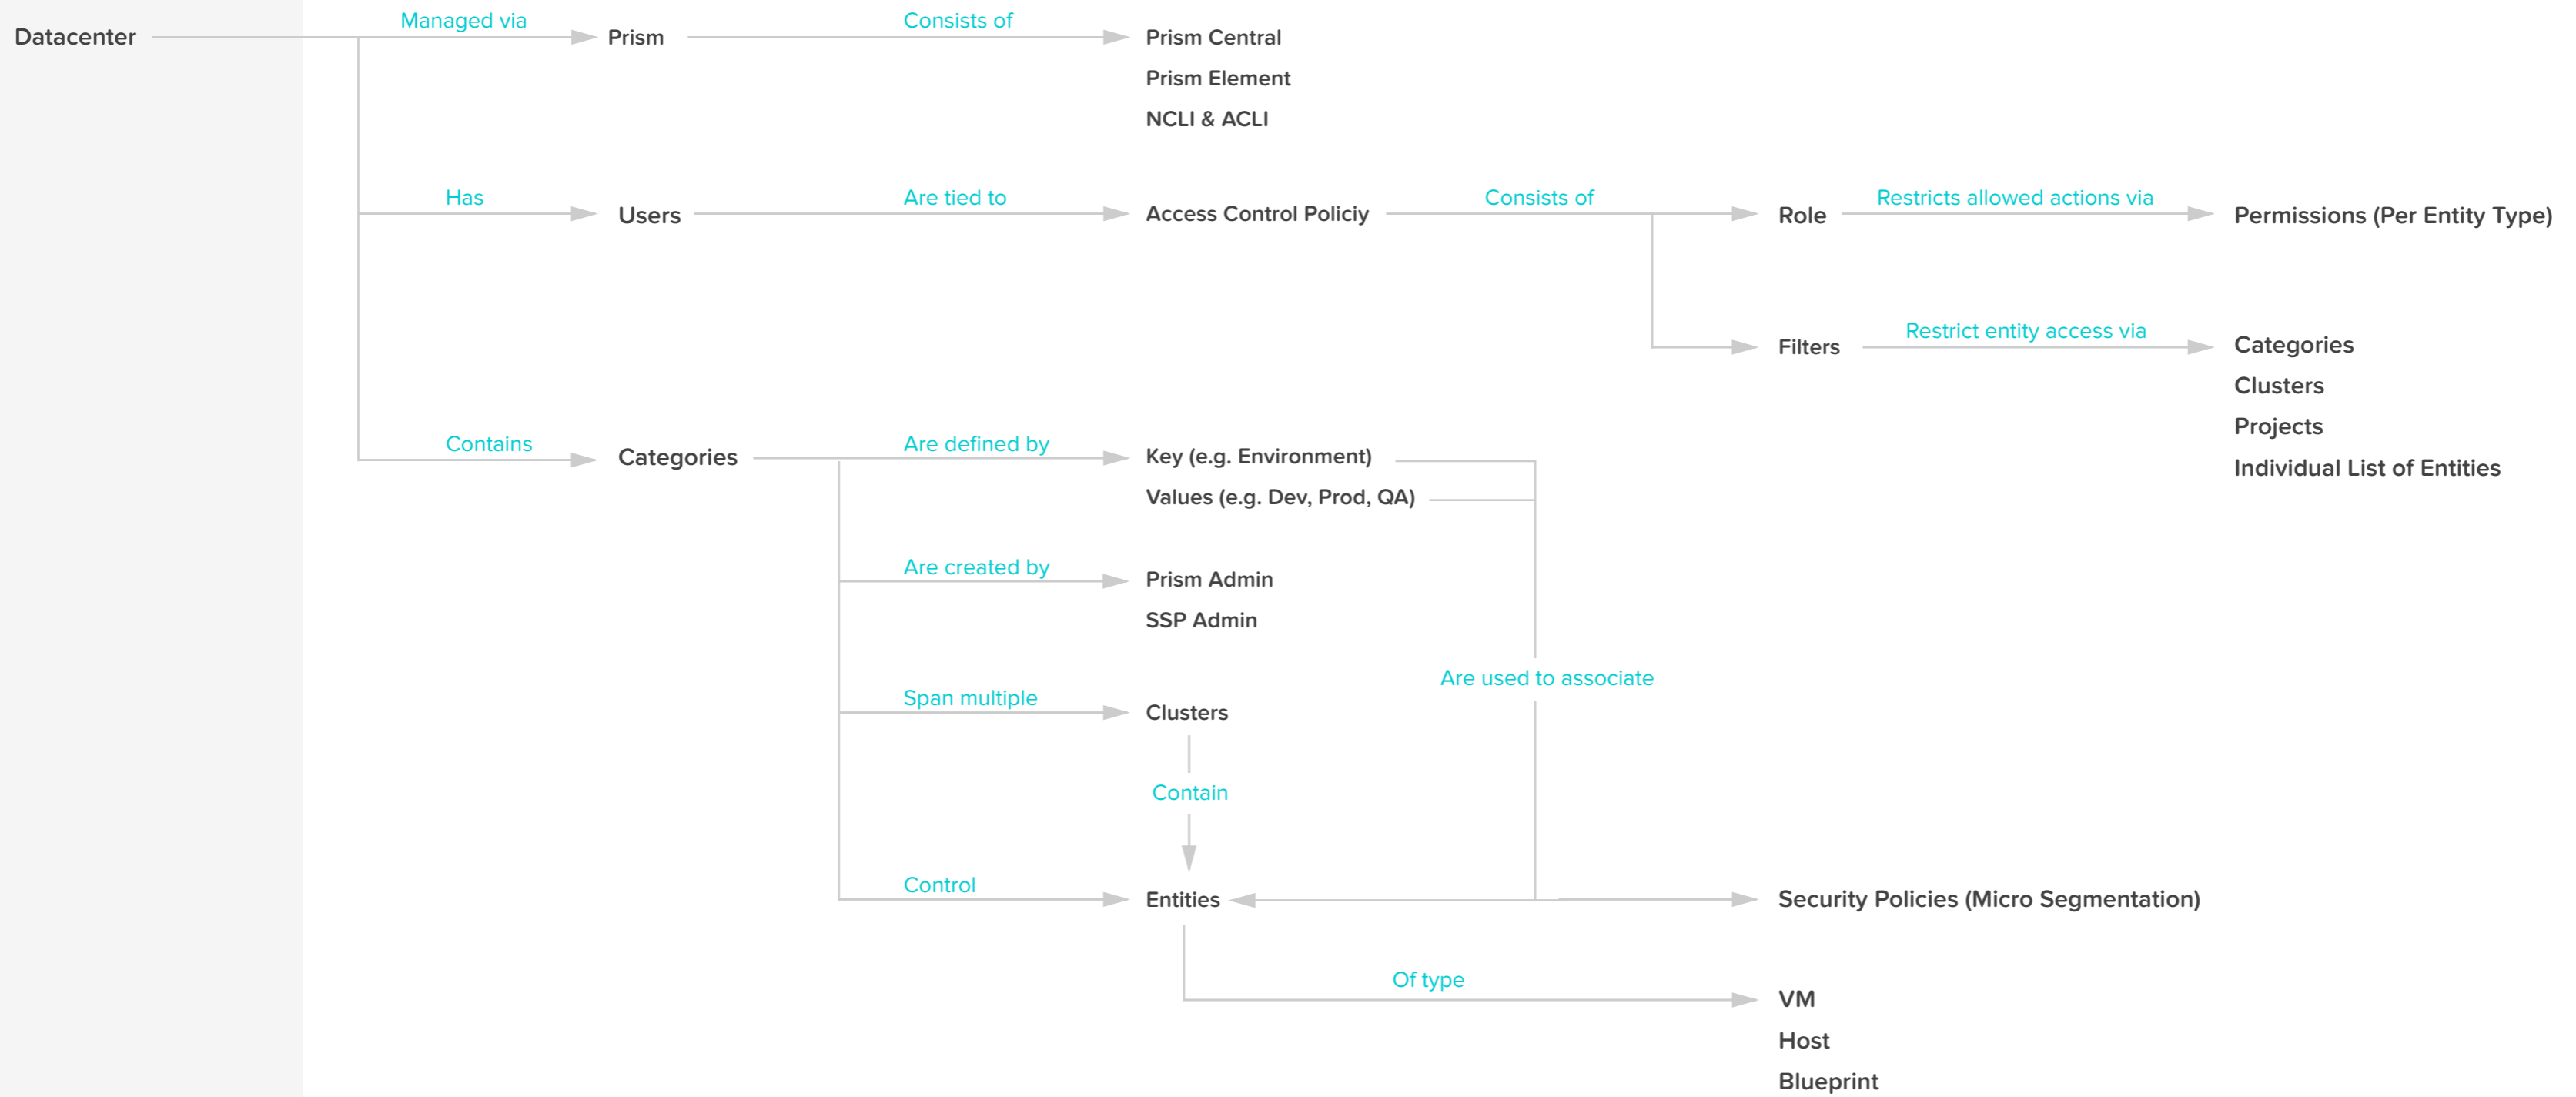 Managed via
Consists of
Datacenter
Prism
Prism Central
Prism Element
NCLI & ACLI
Has
Are tied to
Consists of
Restricts allowed actions via
Users
Access Control Policiy
Role
Permissions (Per Entity Type)
Restrict entity access via
Filters
Categories
Clusters
Projects
Individual List of Entities
Contains
Are defined by
Categories
Key (e.g. Environment)
Values (e.g. Dev, Prod, QA)
Are created by
Prism Admin
SSP Admin
Are used to associate
Span multiple
Clusters
Contain
Control
Entities
Security Policies (Micro Segmentation)
Of type
VM
Host
Blueprint